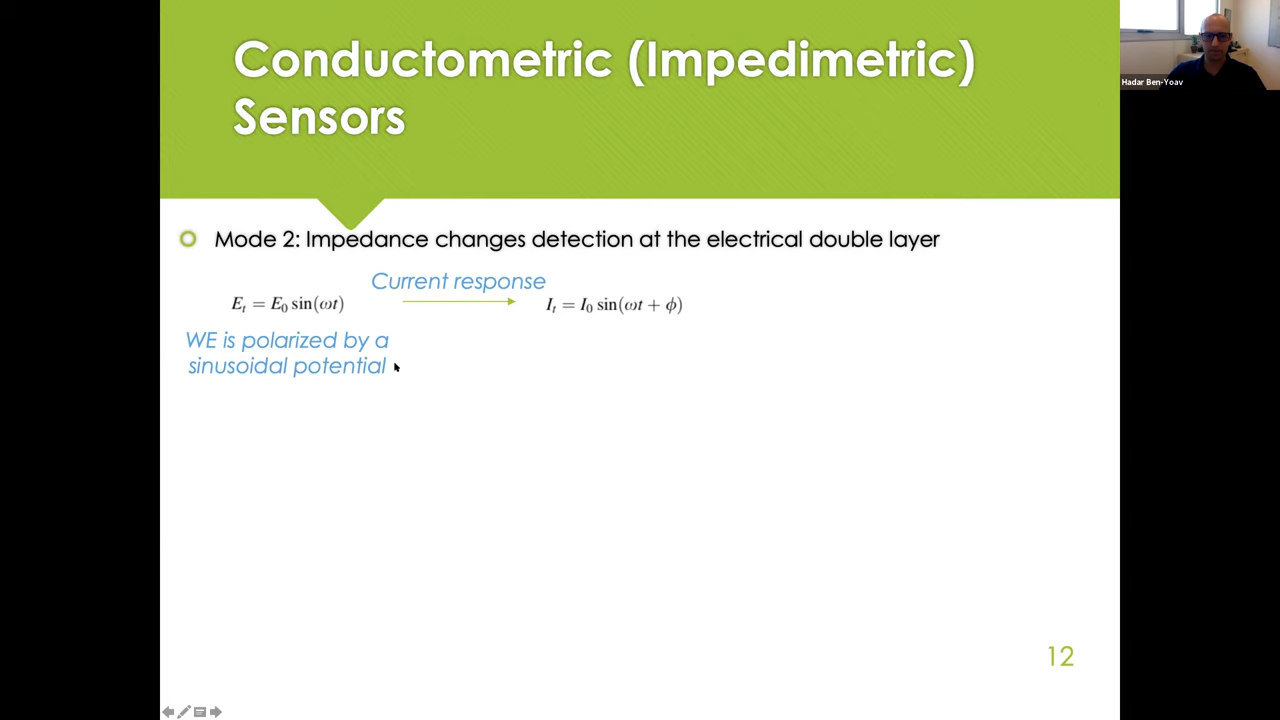 Conductometric (Impedimetric)
Sensors
Hadar Ben-Yoav
Mode 2: Impedance changes detection at the electrical double layer
Current response
E_t = E_0 sin(ωt)
I_t = I_0 sin(ωt + ϕ)
WE is polarized by a
sinusoidal potential
12